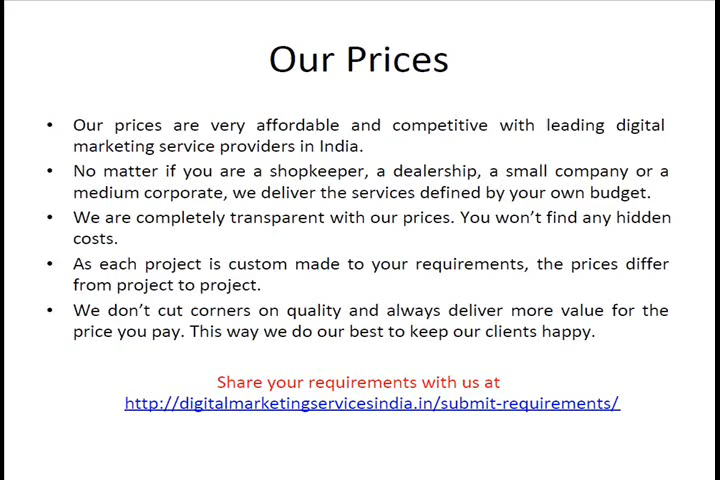 Our Prices
• Our prices are very affordable and competitive with leading digital
marketing service providers in India.
• No matter if you are a shopkeeper, a dealership, a small company or a
medium corporate, we deliver the services defined by your own budget.
• We are completely transparent with our prices. You won’t find any hidden
costs.
• As each project is custom made to your requirements, the prices differ
from project to project.
• We don’t cut corners on quality and always deliver more value for the
price you pay. This way we do our best to keep our clients happy.
Share your requirements with us at
http://digitalmarketingservicesindia.in/submit-requirements/